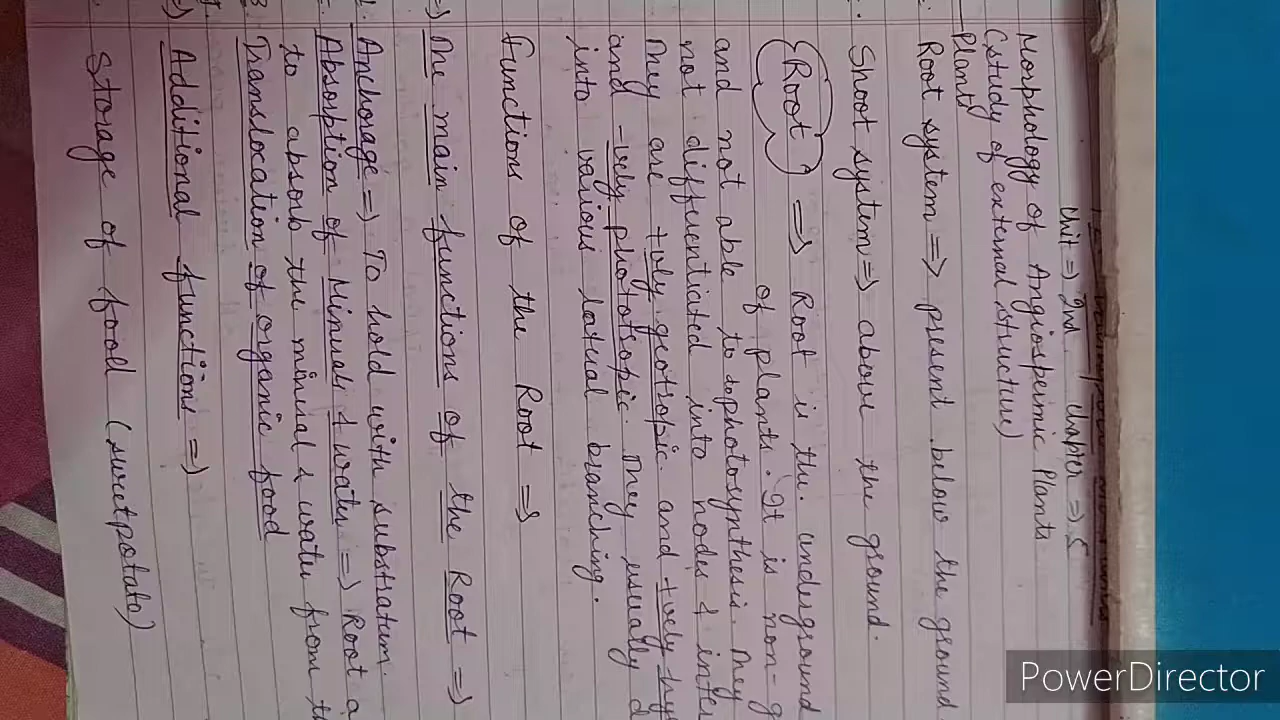 Unit => 2nd chapter => 5
Morphology of Angiospermic Plants
(study of external structure)
Plants
Root system => present below the ground
Shoot system => above the ground.
(Root) => Root is the underground
of plants. It is non-g
and not able to photosynthesis. They
not differentiated into nodes & inter
They are +vely geotropic and +vely hy
and -vely phototropic. They usually d
into various lateral branching.
Functions of the Root =>
=> The main functions of the Root =>
Anchorage => To hold with substratum.
Absorption of Minerals & water => Root a
to absorb the mineral & water from th
3 Translocation of organic food
=> Additional functions =>
Storage of food (sweetpotato)
PowerDirector